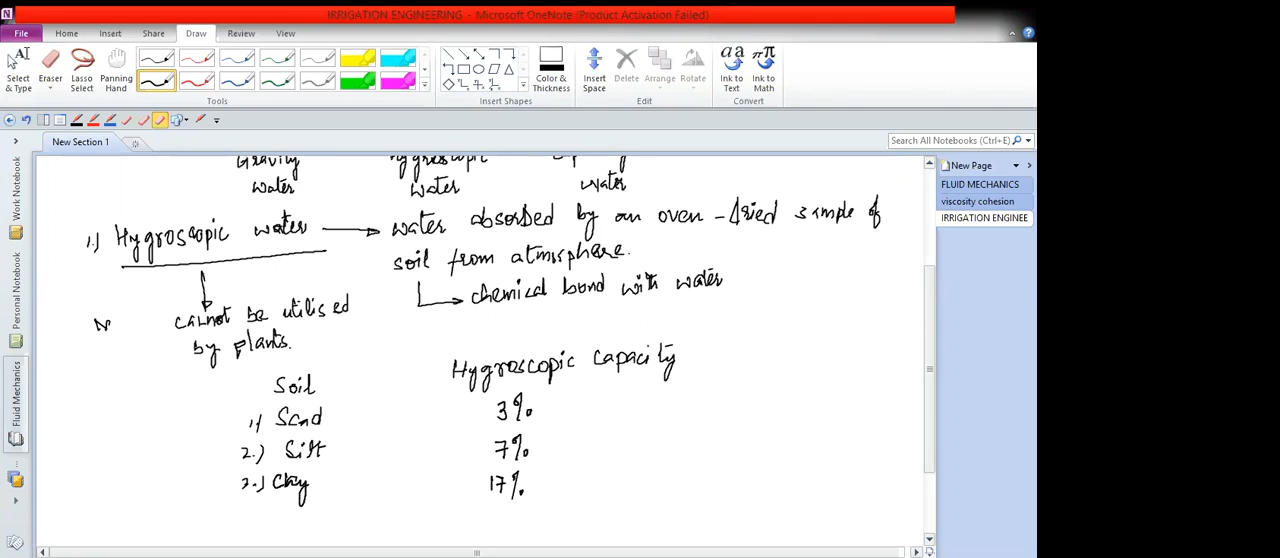 IRRIGATION ENGINEERING - Microsoft OneNote (Product Activation Failed)
File Home Insert Share Draw Review View
Select & Type Eraser Lasso Select Panning Hand Color & Thickness Insert Space Delete Arrange Rotate Ink to Text Ink to Math
Tools Insert Shapes Edit Convert
New Section 1
Search All Notebooks (Ctrl+E)
New Page
FLUID MECHANICS
viscosity cohesion
IRRIGATION ENGINEE
Work Notebook
Personal Notebook
Fluid Mechanics
Gravity Hygroscopic
water water water
1.) Hygroscopic water water absorbed by an oven-dried sample of
soil from atmosphere.
chemical bond with water
cannot be utilised
by plants.
Soil Hygroscopic capacity
1) Sand 3%
2.) Silt 7%
Clay 17%